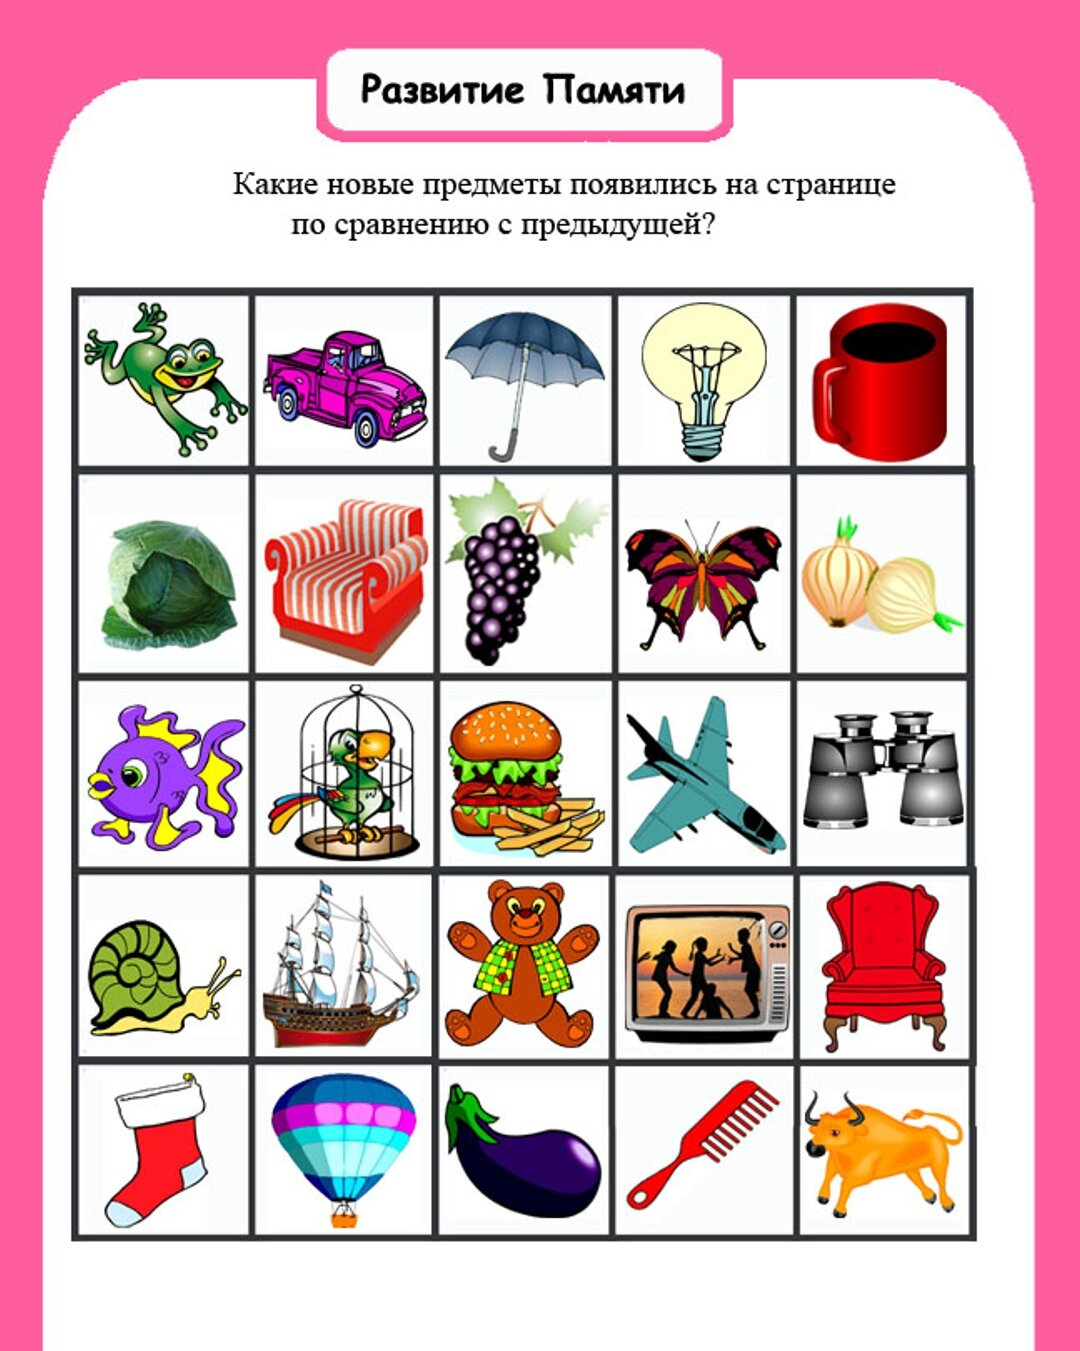 Развитие Памяти
Какие новые предметы появились на странице
по сравнению с предыдущей?